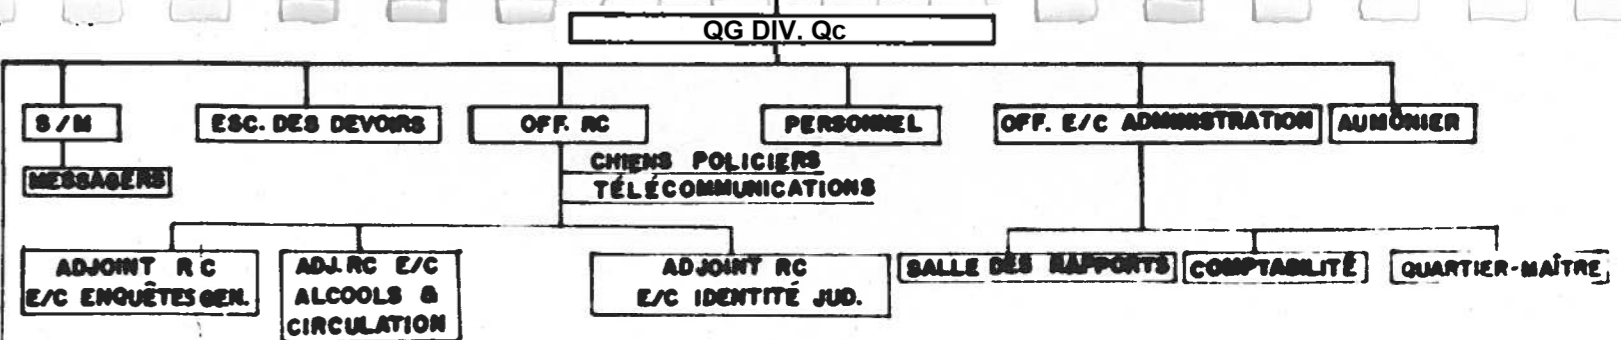 QG DIV. Qc
S/M
ESC. DES DEVOIRS
OFF. RC
PERSONNEL
OFF. E/C ADMINISTRATION
AUMÔNIER
MESSAGERS
CHIENS POLICIERS
TÉLÉCOMMUNICATIONS
ADJOINT RC
E/C ENQUÊTES GEN.
ADJ. RC E/C
ALCOOLS &
CIRCULATION
ADJOINT RC
E/C IDENTITÉ JUD.
SALLE DES RAPPORTS
COMPTABILITÉ
QUARTIER-MAÎTRE